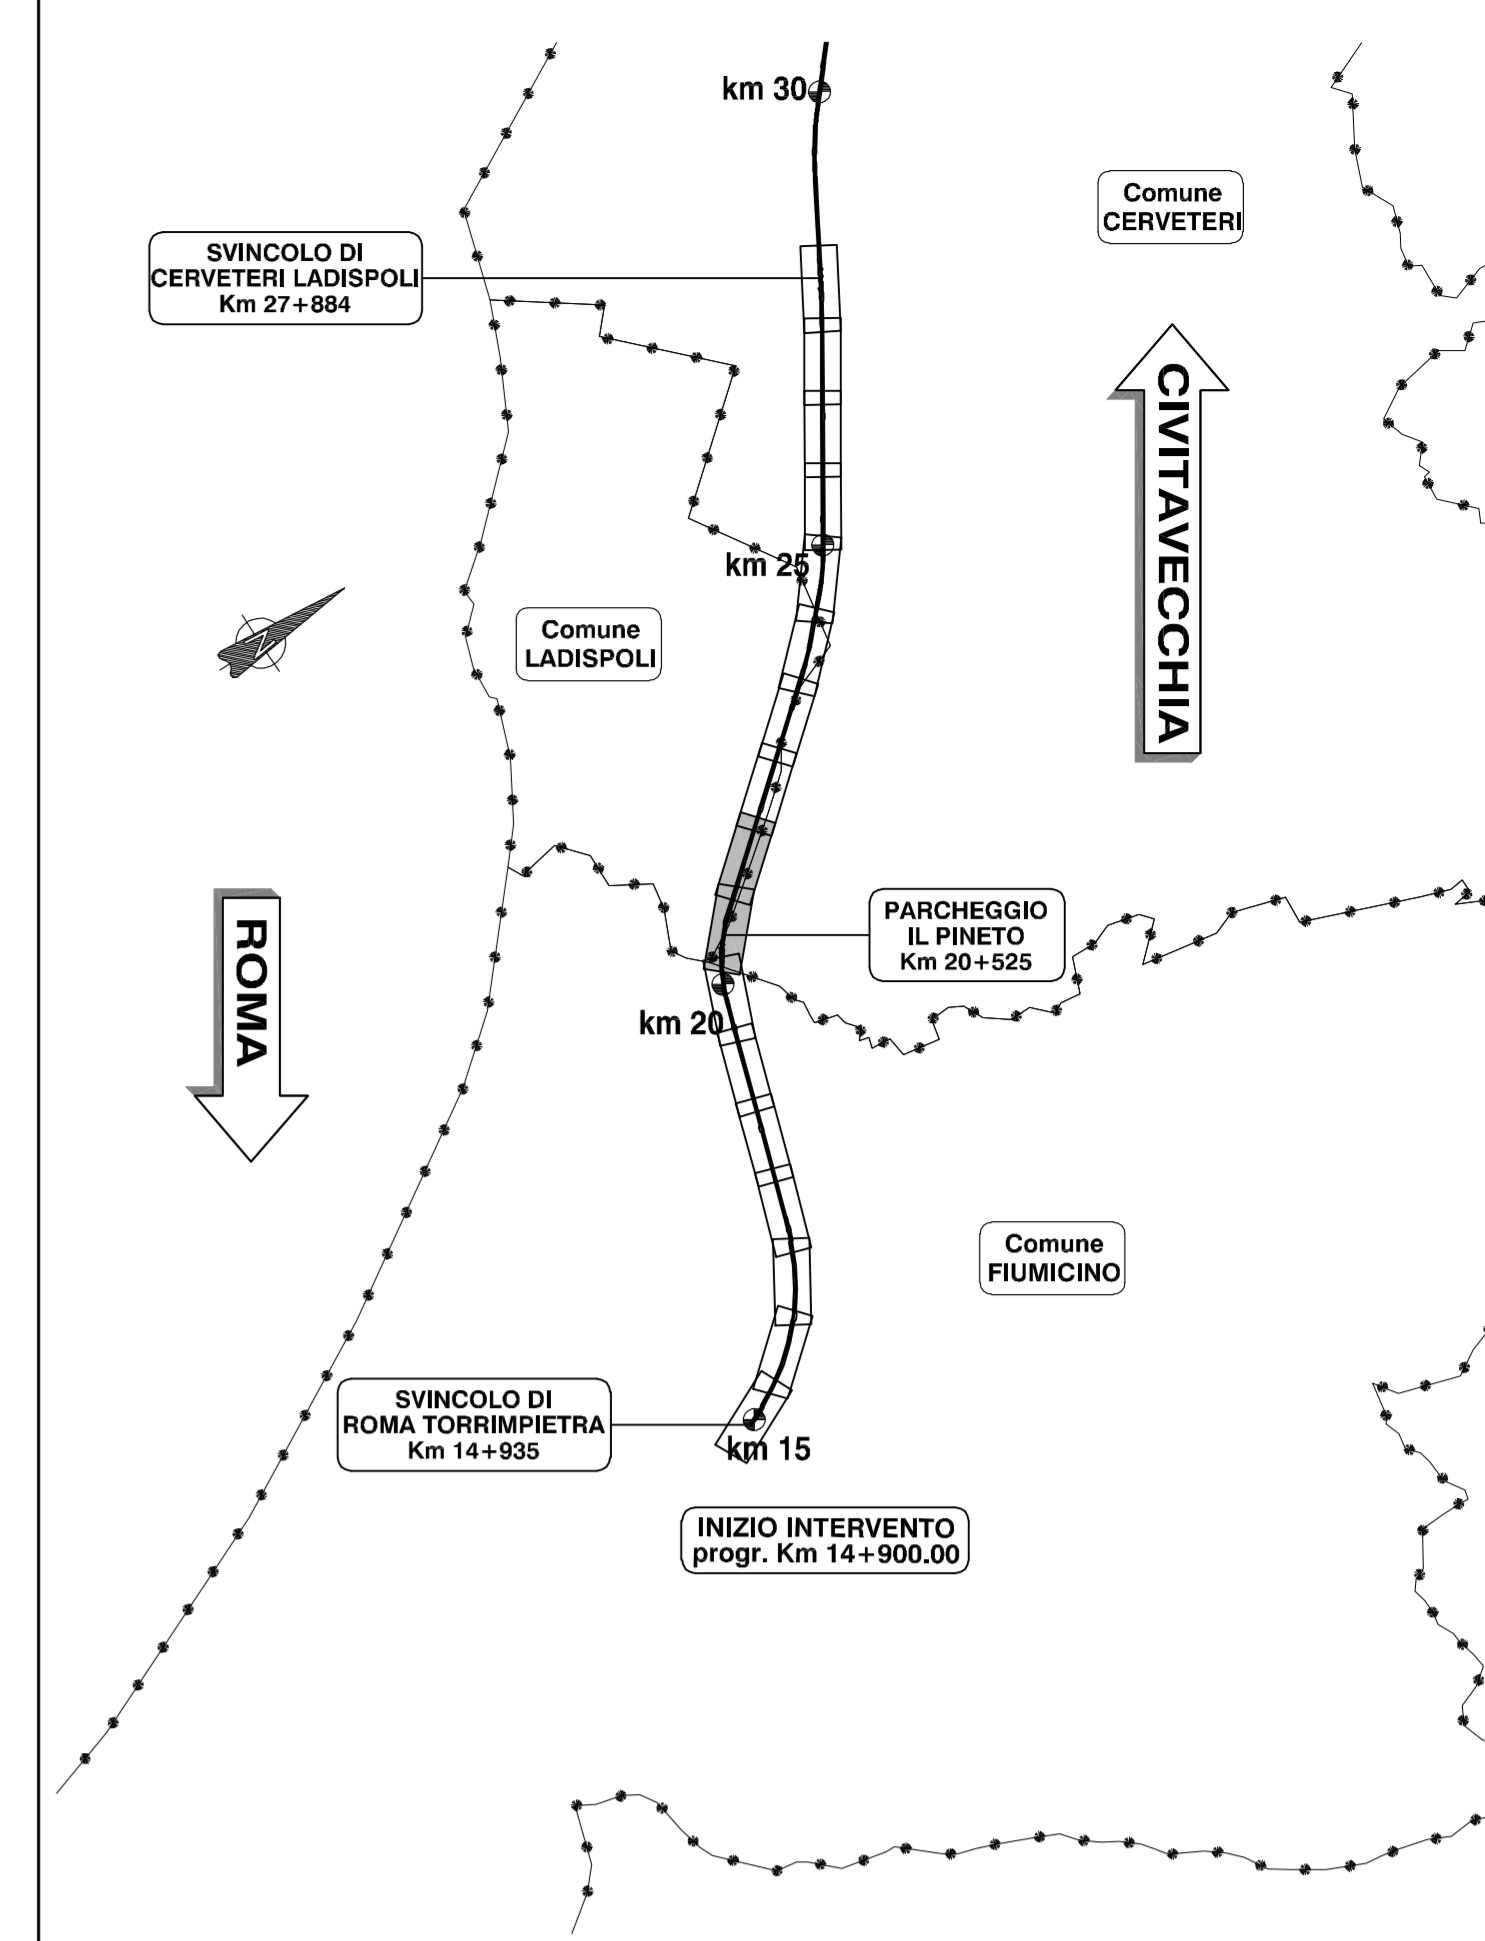 km 30
Comune
CERVETERI
SVINCOLO DI
CERVETERI LADISPOLI
Km 27+884
CIVITAVECCHIA
km 25
Comune
LADISPOLI
Z
ROMA
PARCHEGGIO
IL PINETO
Km 20+525
km 20
Comune
FIUMICINO
SVINCOLO DI
ROMA TORRIMPIETRA
Km 14+935
km 15
INIZIO INTERVENTO
progr. Km 14+900.00